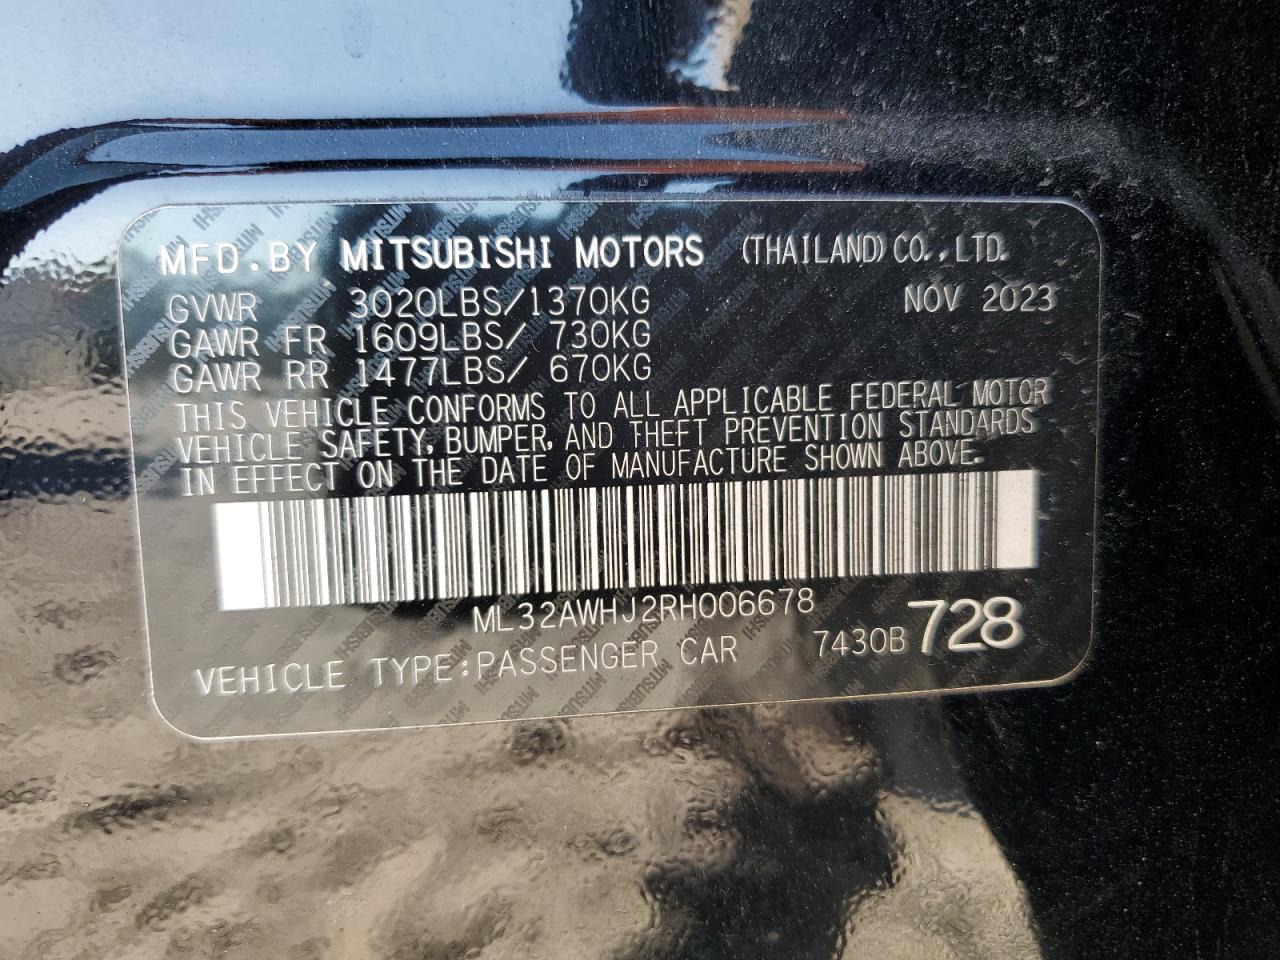 MFD.BY MITSUBISHI MOTORS (THAILAND)CO.,LTD.
GVWR 3020LBS/1370KG NOV 2023
GAWR FR 1609LBS/ 730KG
GAWR RR 1477LBS/ 670KG
THIS VEHICLE CONFORMS TO ALL APPLICABLE FEDERAL MOTOR
VEHICLE SAFETY, BUMPER, AND THEFT PREVENTION STANDARDS
IN EFFECT ON THE DATE OF MANUFACTURE SHOWN ABOVE.
ML32AWHJ2RH006678
VEHICLE TYPE:PASSENGER CAR 7430B 728